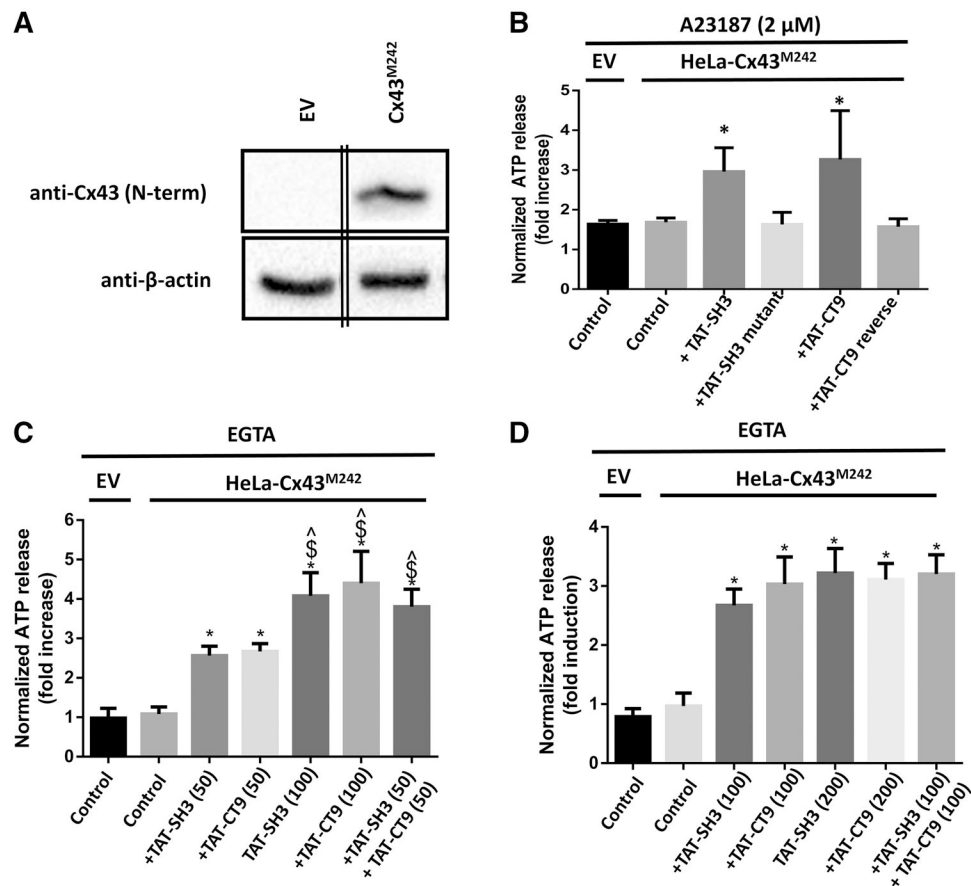 A
EV
Cx43M242
anti-Cx43 (N-term)
anti-β-actin
B
A23187 (2 μM)
EV
HeLa-Cx43M242
Normalized ATP release
(fold increase)
5
4
3
2
1
0
*
*
Control
Control
+ TAT-SH3
+TAT-SH3 mutant
+TAT-CT9
+TAT-CT9 reverse
C
EGTA
EV
HeLa-Cx43M242
Normalized ATP release
(fold increase)
6
5
4
3
2
1
0
*
*
^
$
*
^
$
*
^
$
*
Control
Control
+TAT-SH3 (50)
+TAT-CT9 (50)
TAT-SH3 (100)
+TAT-CT9 (100)
+TAT-SH3 (50)
+ TAT-CT9 (50)
D
EGTA
EV
HeLa-Cx43M242
Normalized ATP release
(fold induction)
4
3
2
1
0
*
*
*
*
*
Control
Control
+TAT-SH3 (100)
+TAT-CT9 (100)
TAT-SH3 (200)
+TAT-CT9 (200)
+TAT-SH3 (100)
+ TAT-CT9 (100)